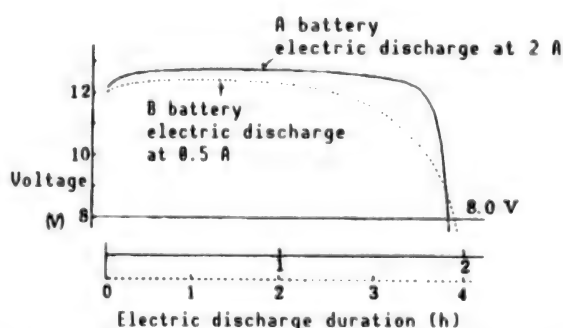 A battery
electric discharge at 2 A
12
B battery
electric discharge
at 0.5 A
10
Voltage
M 8
8.0 V
1 2
0 1 2 3 4
Electric discharge duration (h)